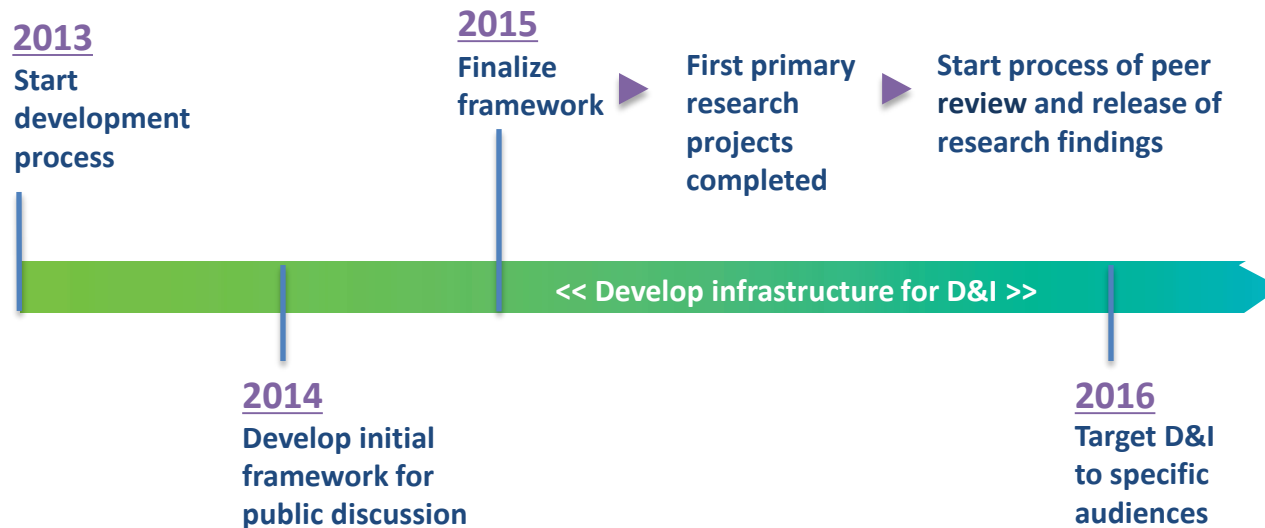 2013
Start
development
process
2015
Finalize
framework
First primary
research
projects
completed
Start process of peer
review and release of
research findings
<< Develop infrastructure for D&I >>
2014
Develop initial
framework for
public discussion
2016
Target D&I
to specific
audiences